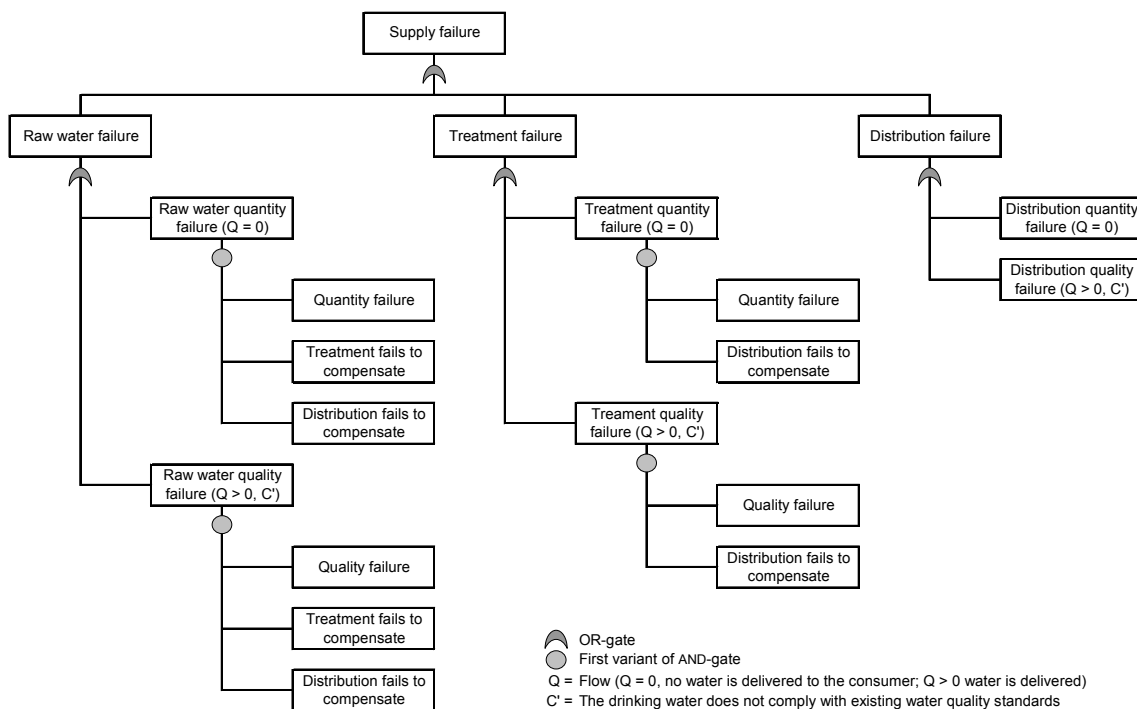 Supply failure
Raw water failure
Treatment failure
Distribution failure
Raw water quantity
failure (Q = 0)
Quantity failure
Treatment fails to
compensate
Distribution fails to
compensate
Raw water quality
failure (Q > 0, C')
Quality failure
Treatment fails to
compensate
Distribution fails to
compensate
Treatment quantity
failure (Q = 0)
Quantity failure
Distribution fails to
compensate
Treament quality
failure (Q > 0, C')
Quality failure
Distribution fails to
compensate
Distribution quantity
failure (Q = 0)
Distribution quality
failure (Q > 0, C')
OR-gate
First variant of AND-gate
Q = Flow (Q = 0, no water is delivered to the consumer; Q > 0 water is delivered)
C' = The drinking water does not comply with existing water quality standards